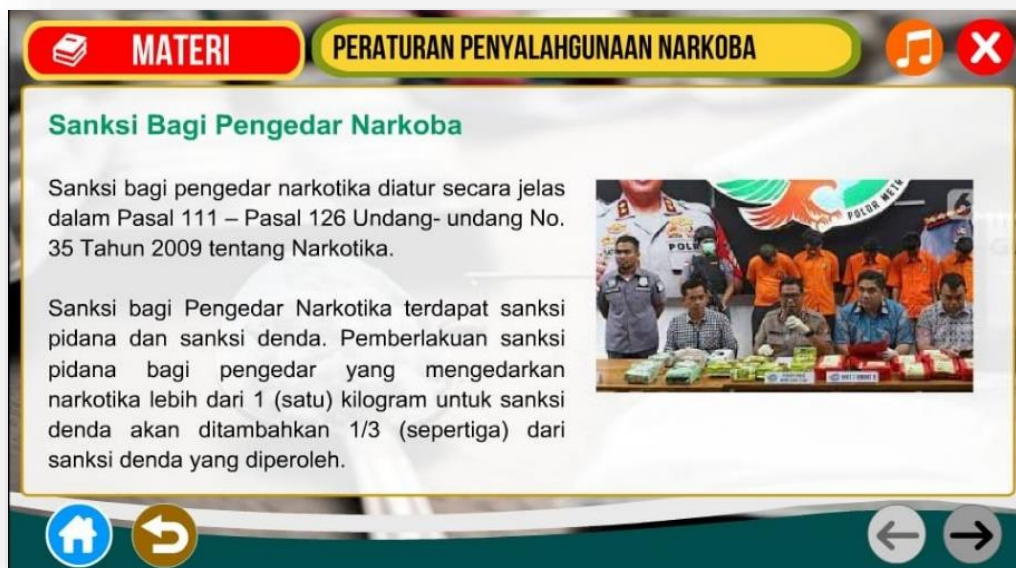 MATERI
PERATURAN PENYALAHGUNAAN NARKOBA
Sanksi Bagi Pengedar Narkoba
Sanksi bagi pengedar narkotika diatur secara jelas
dalam Pasal 111 – Pasal 126 Undang- undang No.
35 Tahun 2009 tentang Narkotika.
Sanksi bagi Pengedar Narkotika terdapat sanksi
pidana dan sanksi denda. Pemberlakuan sanksi
pidana bagi pengedar yang mengedarkan
narkotika lebih dari 1 (satu) kilogram untuk sanksi
denda akan ditambahkan 1/3 (sepertiga) dari
sanksi denda yang diperoleh.
POLDA METR